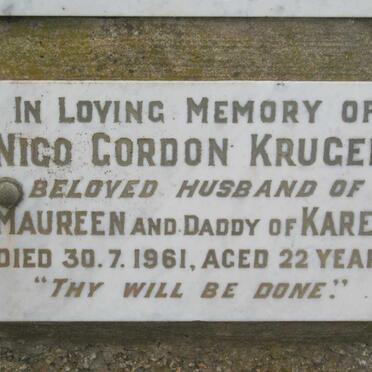 IN LOVING MEMORY OF
NICO GORDON KRUGE
BELOVED HUSBAND OF
MAUREEN AND DADDY OF KARE
DIED 30.7.1961, AGED 22 YEAR
"THY WILL BE DONE."